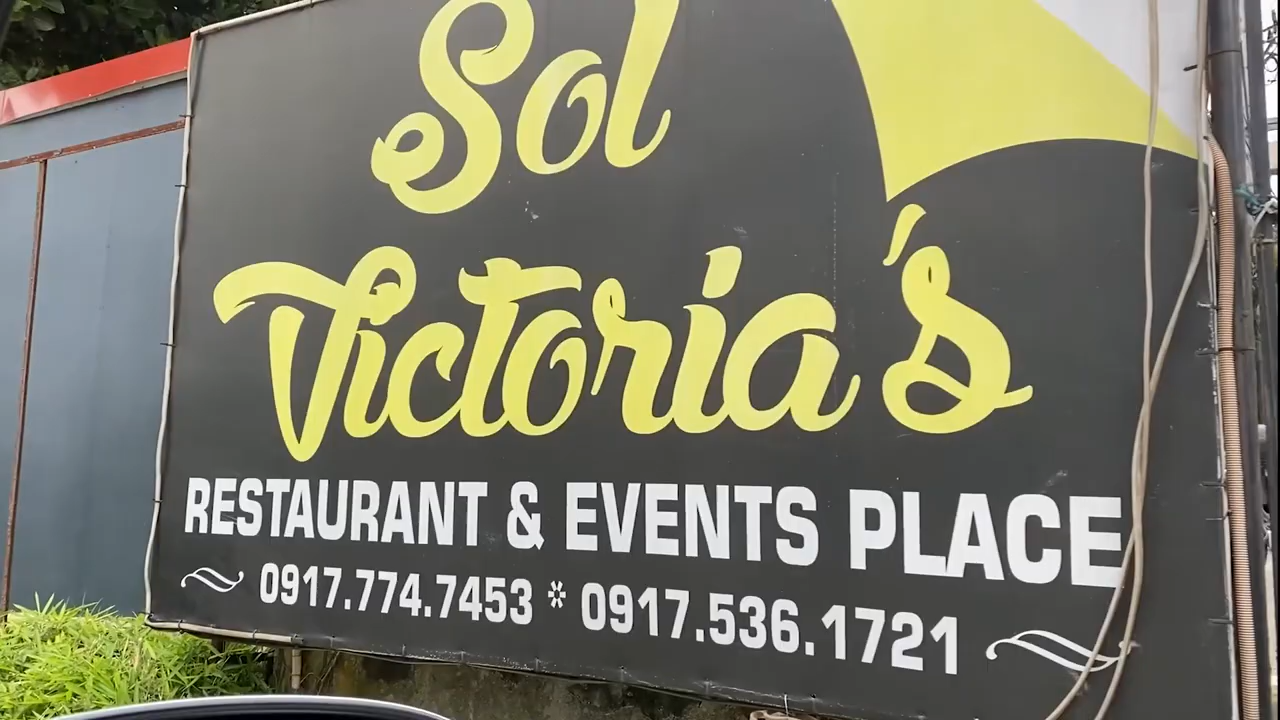 Sol
Victoria's
RESTAURANT & EVENTS PLACE
0917.774.7453 * 0917.536.1721